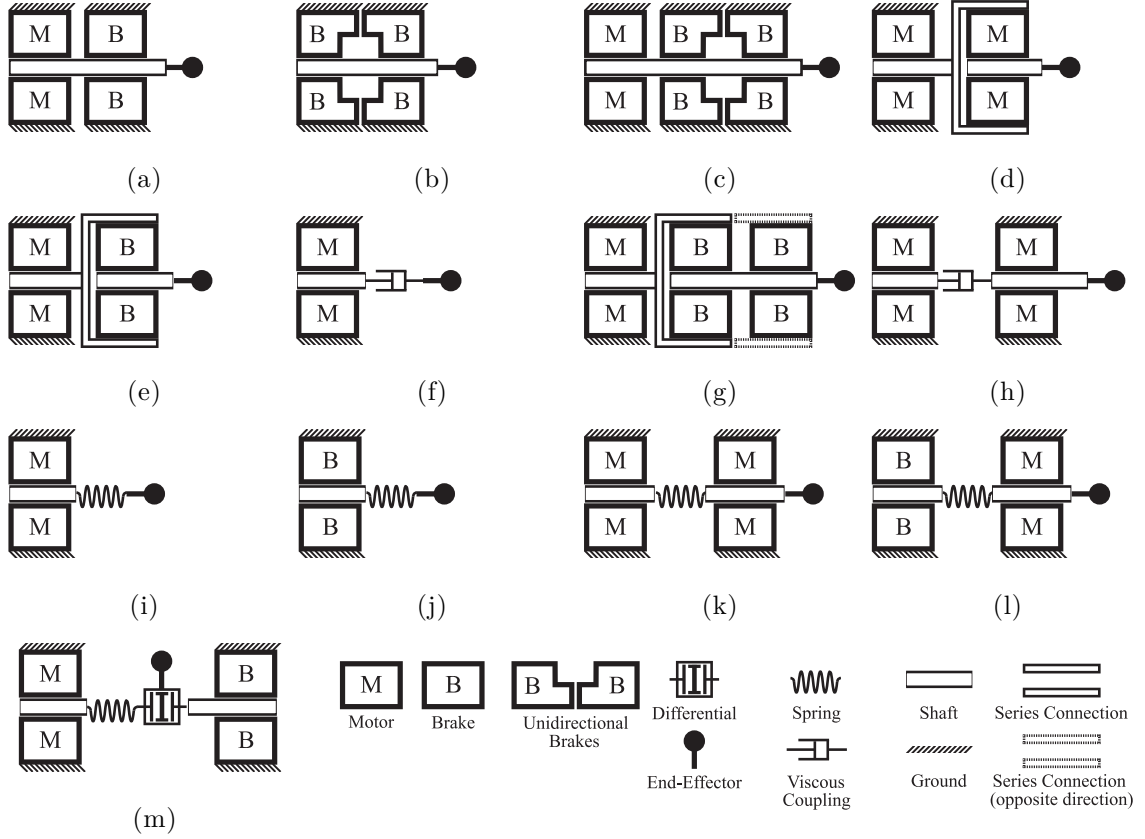 M B B B M B B M M
M B B B M B B M M
(a) (b) (c) (d)
M B M B B M M
M B M B B M M
(e) (f) (g) (h)
M B M M B M
M B M M B M
(i) (j) (k) (l)
M B
M B
(m)
M B B B
Motor Brake Unidirectional
Brakes
Differential Spring Shaft Series Connection
End-Effector Viscous
Coupling
Ground Series Connection
(opposite direction)